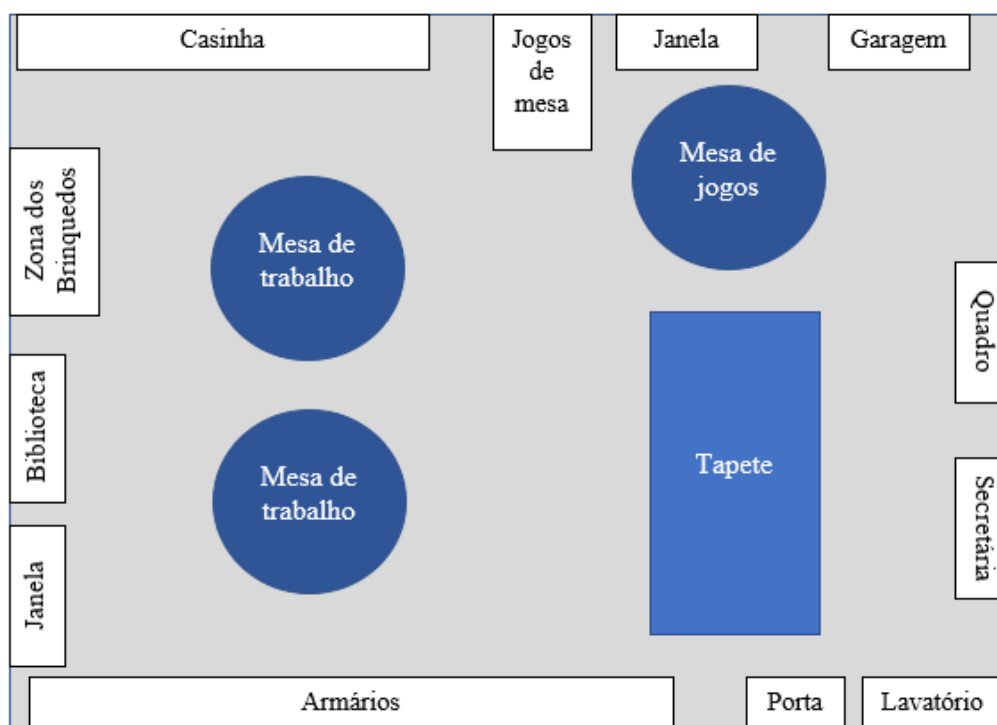 Casinha
Jogos
de
mesa
Janela
Garagem
Mesa de
jogos
Zona dos
Brinquedos
Mesa de
trabalho
Quadro
Biblioteca
Mesa de
trabalho
Tapete
Secretária
Janela
Armários
Porta
Lavatório